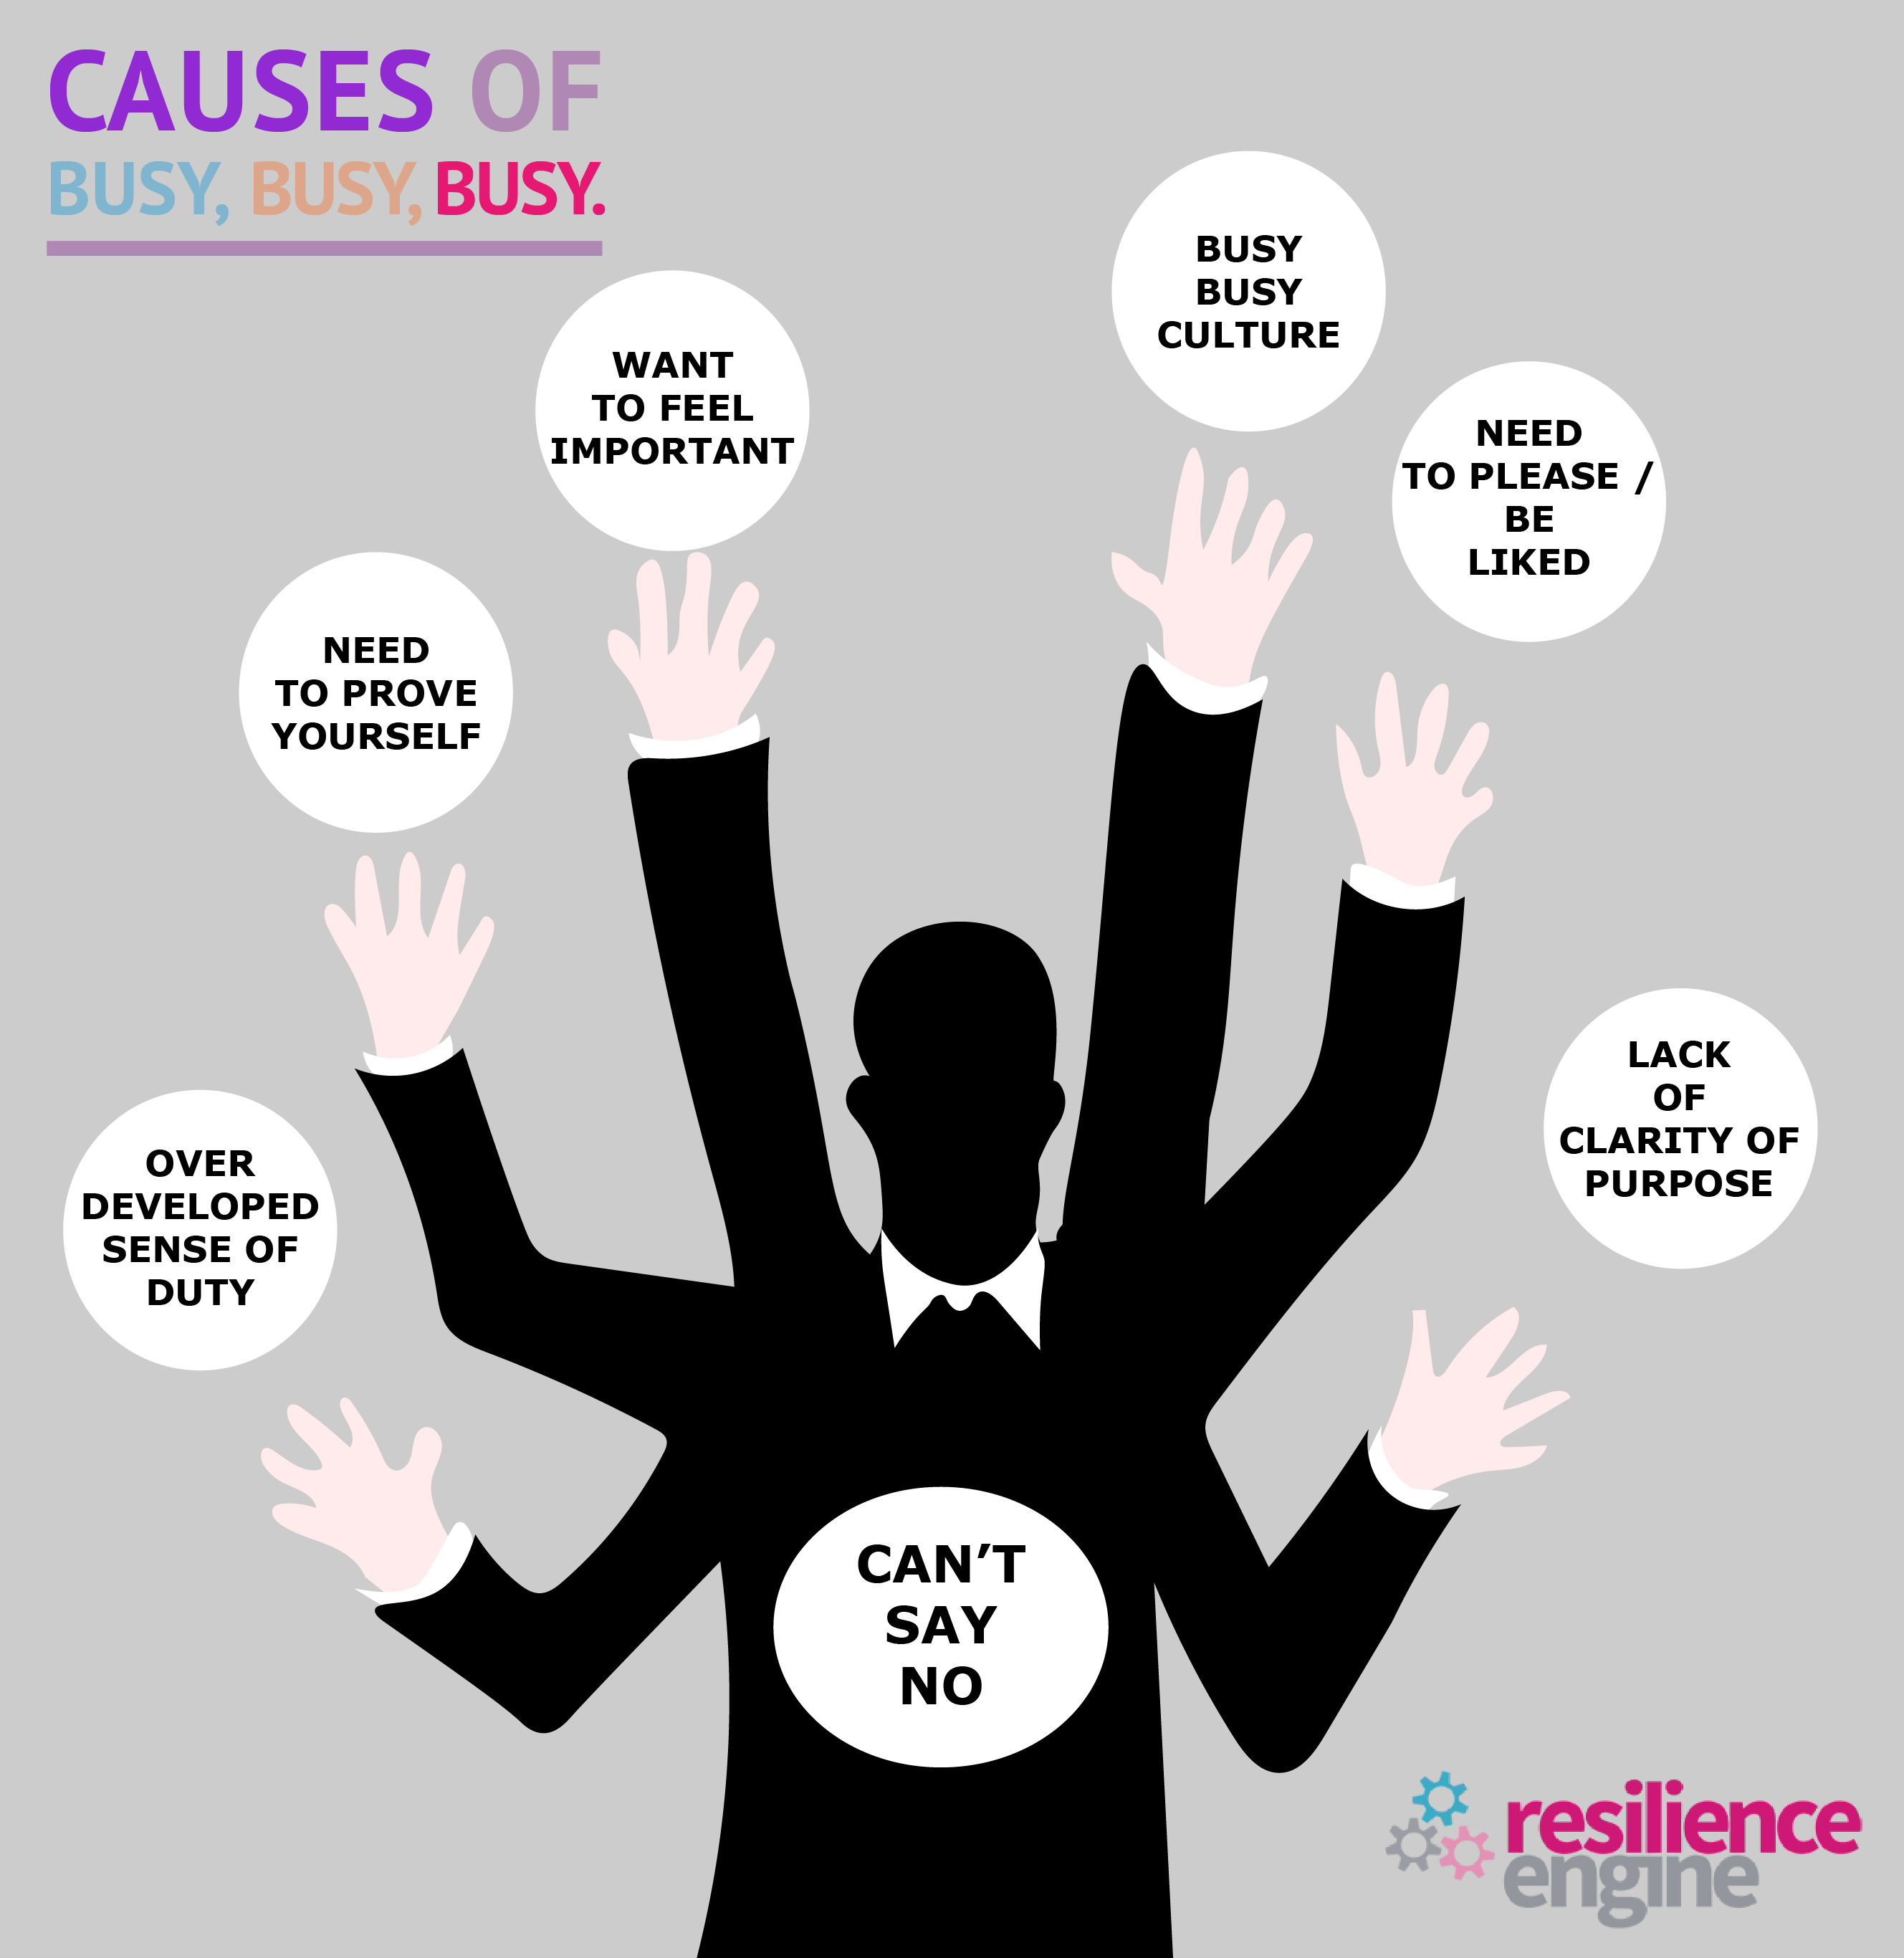 CAUSES OF
BUSY, BUSY, BUSY.
BUSY
BUSY
CULTURE
WANT
TO FEEL
IMPORTANT
NEED
TO PLEASE /
BE
LIKED
NEED
TO PROVE
YOURSELF
LACK
OF
CLARITY OF
PURPOSE
OVER
DEVELOPED
SENSE OF
DUTY
CAN'T
SAY
NO
resilience
engine